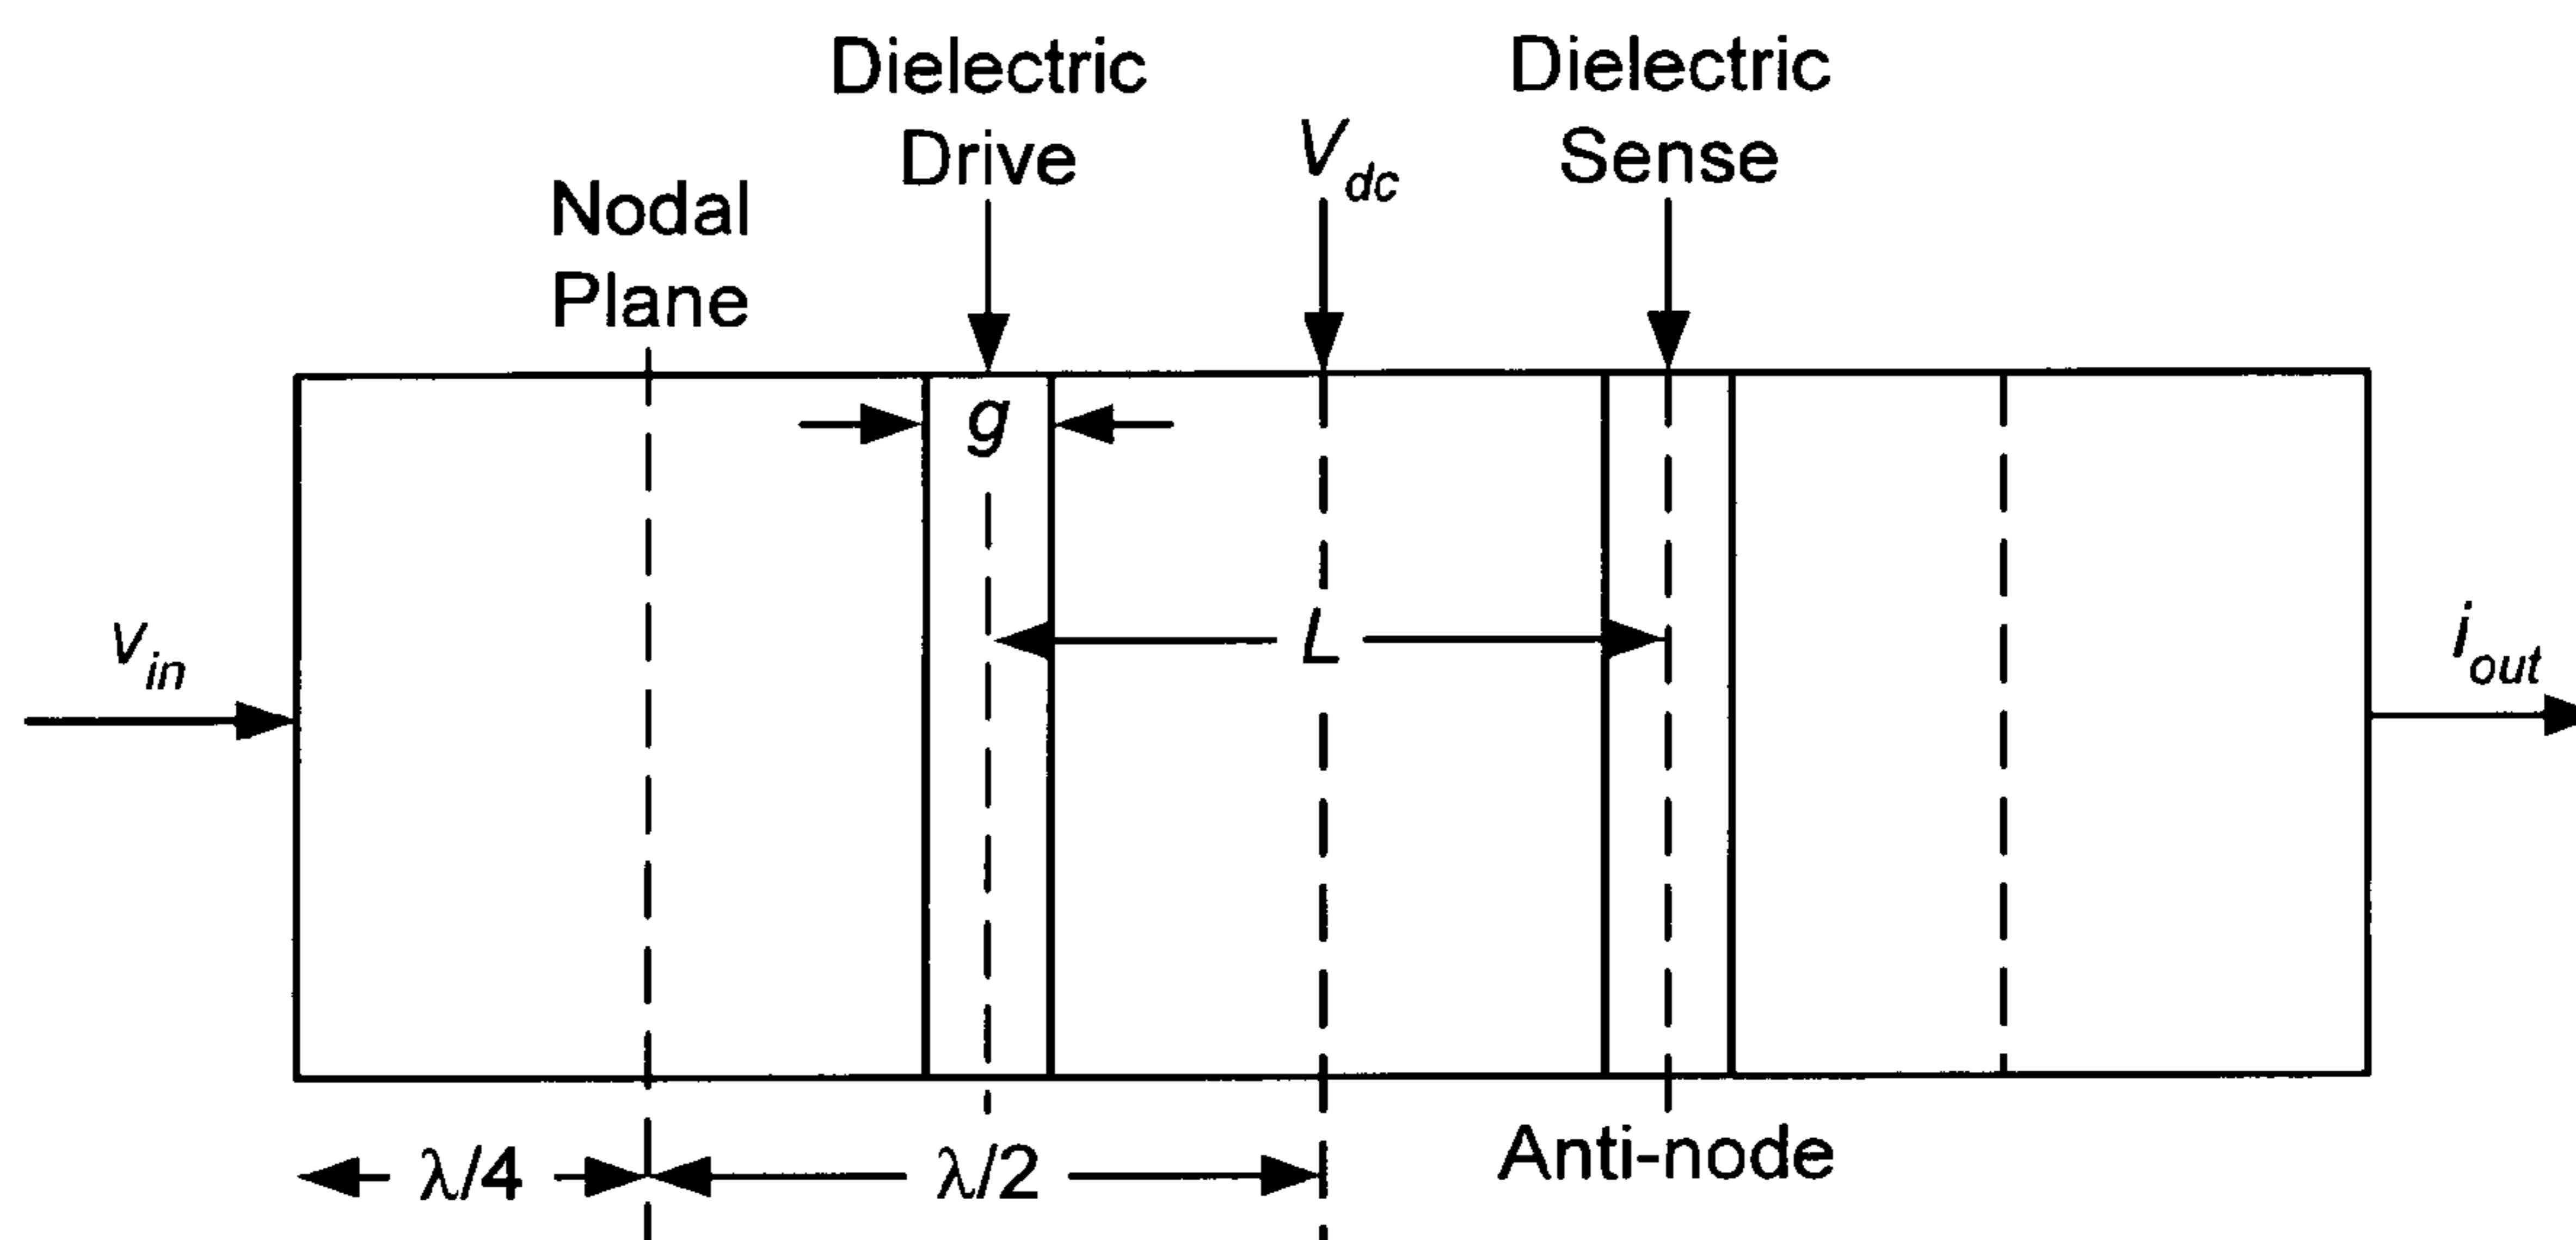 Dielectric
Drive
Dielectric
Sense
V_dc
Nodal
Plane
g
L
v_in
i_out
λ/4
λ/2
Anti-node